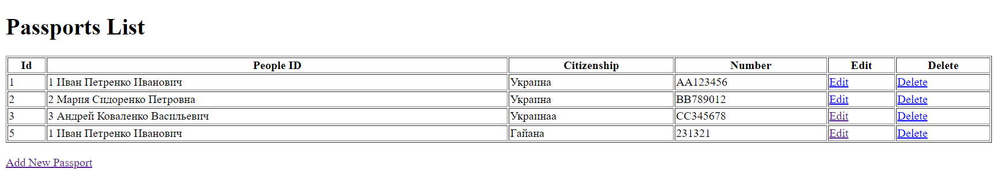 Passports List
Id People ID Citizenship Number Edit Delete
1 1 Иван Петренко Иванович Украина AA123456 Edit Delete
2 2 Мария Сидоренко Петровна Украина BB789012 Edit Delete
3 3 Андрей Коваленко Васильевич Украинаа CC345678 Edit Delete
5 1 Иван Петренко Иванович Гайана 231321 Edit Delete
Add New Passport